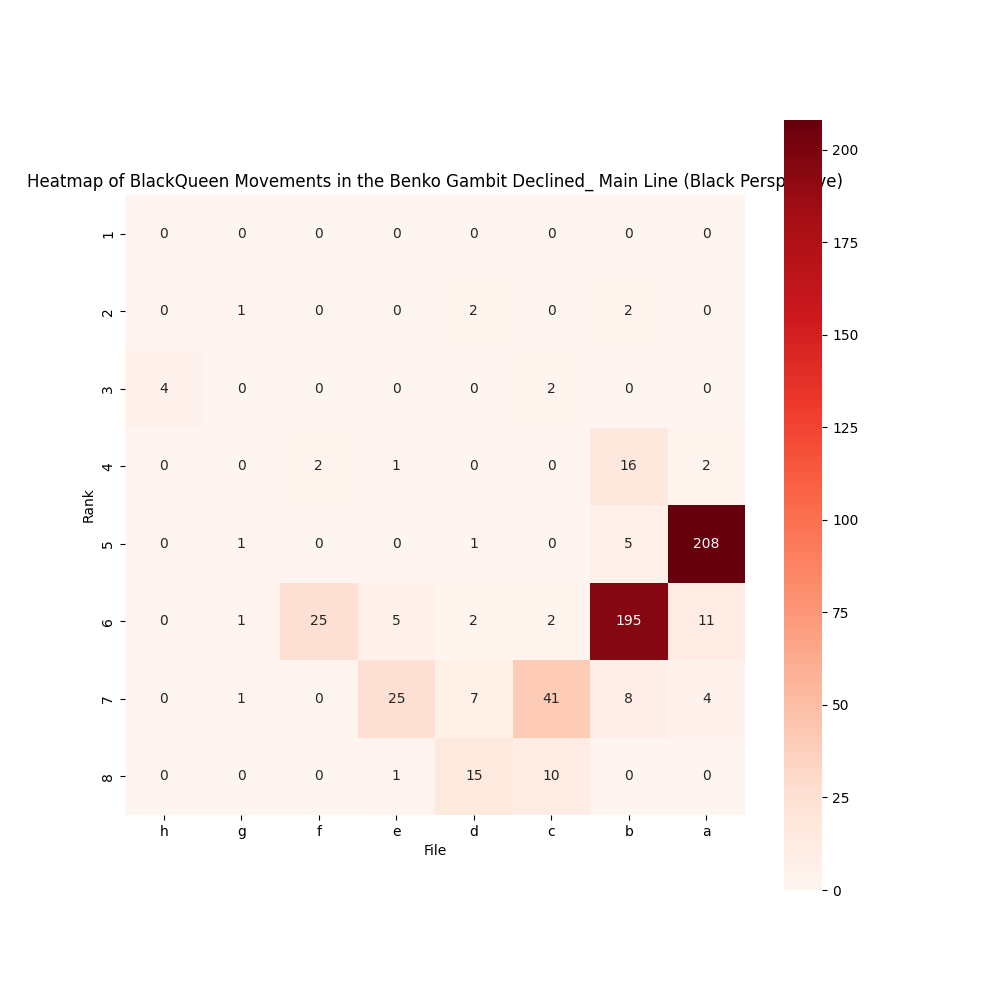 Heatmap of BlackQueen Movements in the Benko Gambit Declined_ Main Line (Black Persp ve)
200
175
150
125
100
75
50
25
0
Rank
1 0 0 0 0 0 0 0 0
2 0 1 0 0 2 0 2 0
3 4 0 0 0 0 2 0 0
4 0 0 2 1 0 0 16 2
5 0 1 0 0 1 0 5 208
6 0 1 25 5 2 2 195 11
7 0 1 0 25 7 41 8 4
8 0 0 0 1 15 10 0 0
h g f e d c b a
File